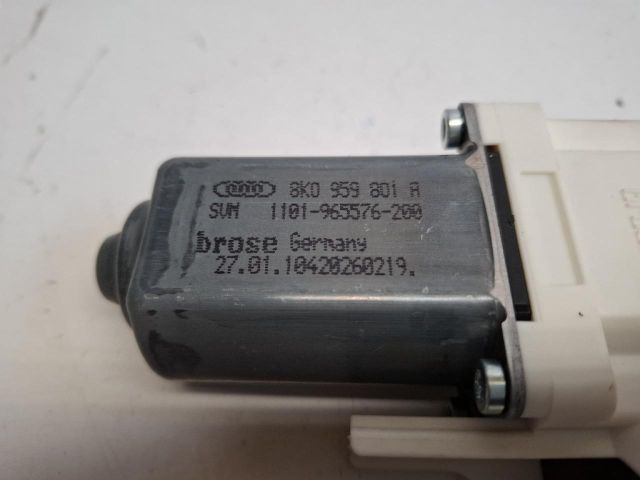 8K0 959 801 A
SVM 1101-965576-200
brose Germany
27.01.10420260219.